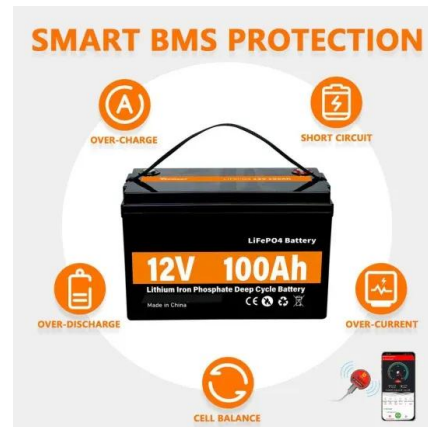 SMART BMS PROTECTION
A
OVER-CHARGE
SHORT CIRCUIT
LiFePO4 Battery
12V 100Ah
Lithium Iron Phosphate Deep Cycle Battery
Made in China
CE
OVER-DISCHARGE
OVER-CURRENT
CELL BALANCE